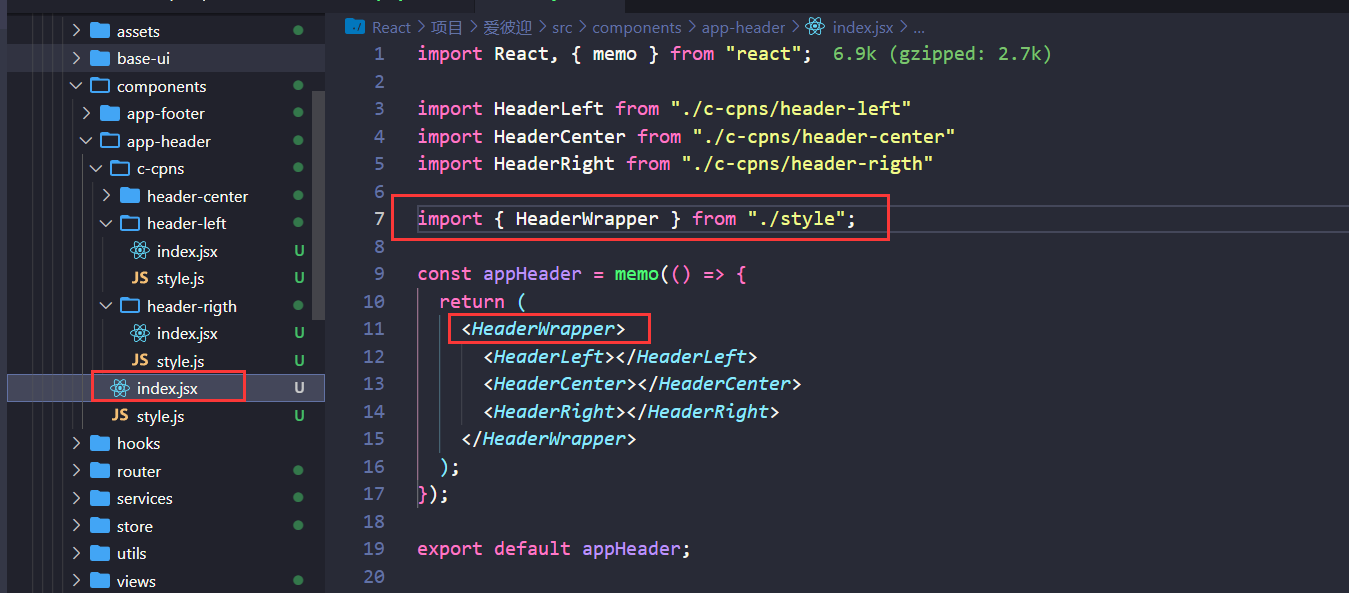 assets
base-ui
components
app-footer
app-header
c-cpns
header-center
header-left
index.jsx U
JS style.js U
header-rigth
index.jsx U
JS style.js U
index.jsx U
JS style.js U
hooks
router
services
store
utils
views
React > 项目 > 爱彼迎 > src > components > app-header > index.jsx > ...
1 import React, { memo } from "react"; 6.9k (gzipped: 2.7k)
2
3 import HeaderLeft from "./c-cpns/header-left"
4 import HeaderCenter from "./c-cpns/header-center"
5 import HeaderRight from "./c-cpns/header-rigth"
6
7 import { HeaderWrapper } from "./style";
8
9 const appHeader = memo(() => {
10 return (
11 <HeaderWrapper>
12 <HeaderLeft></HeaderLeft>
13 <HeaderCenter></HeaderCenter>
14 <HeaderRight></HeaderRight>
15 </HeaderWrapper>
16 );
17 });
18
19 export default appHeader;
20